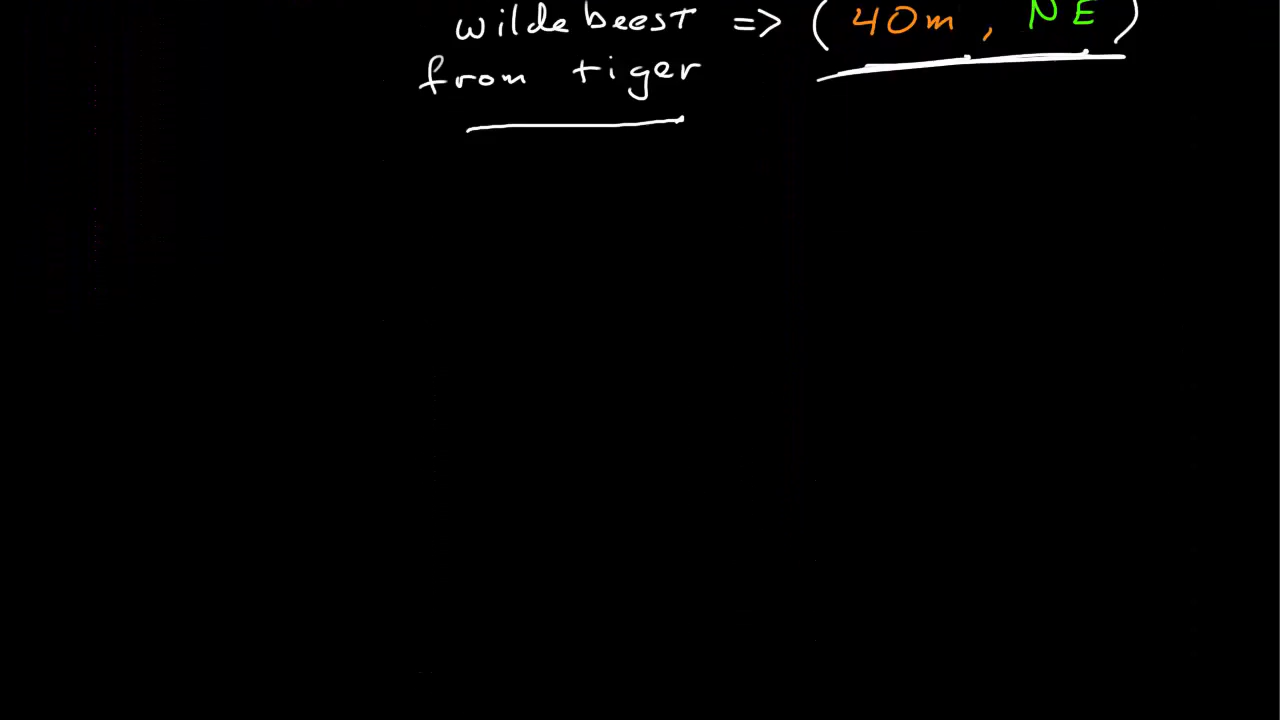 wildebeest => (40m, NE)
from tiger